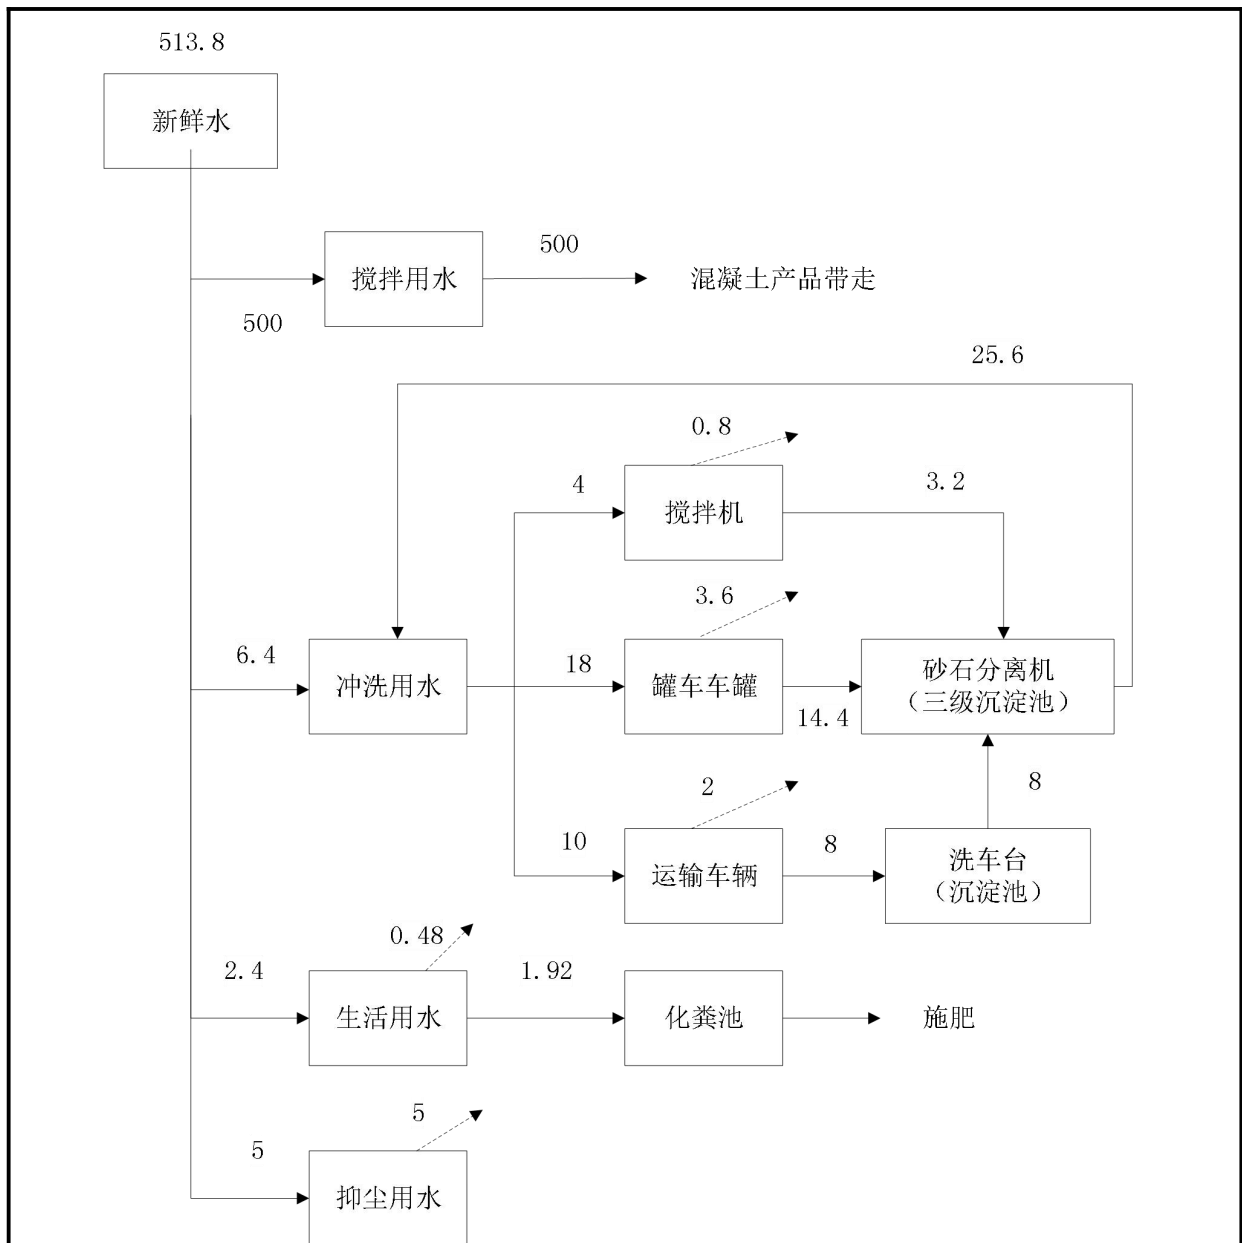 513.8
新鲜水
500
搅拌用水
混凝土产品带走
500
25.6
0.8
4
搅拌机
3.2
3.6
6.4
冲洗用水
18
罐车车罐
14.4
砂石分离机
（三级沉淀池）
2
8
10
运输车辆
8
洗车台
（沉淀池）
0.48
2.4
生活用水
1.92
化粪池
施肥
5
5
抑尘用水